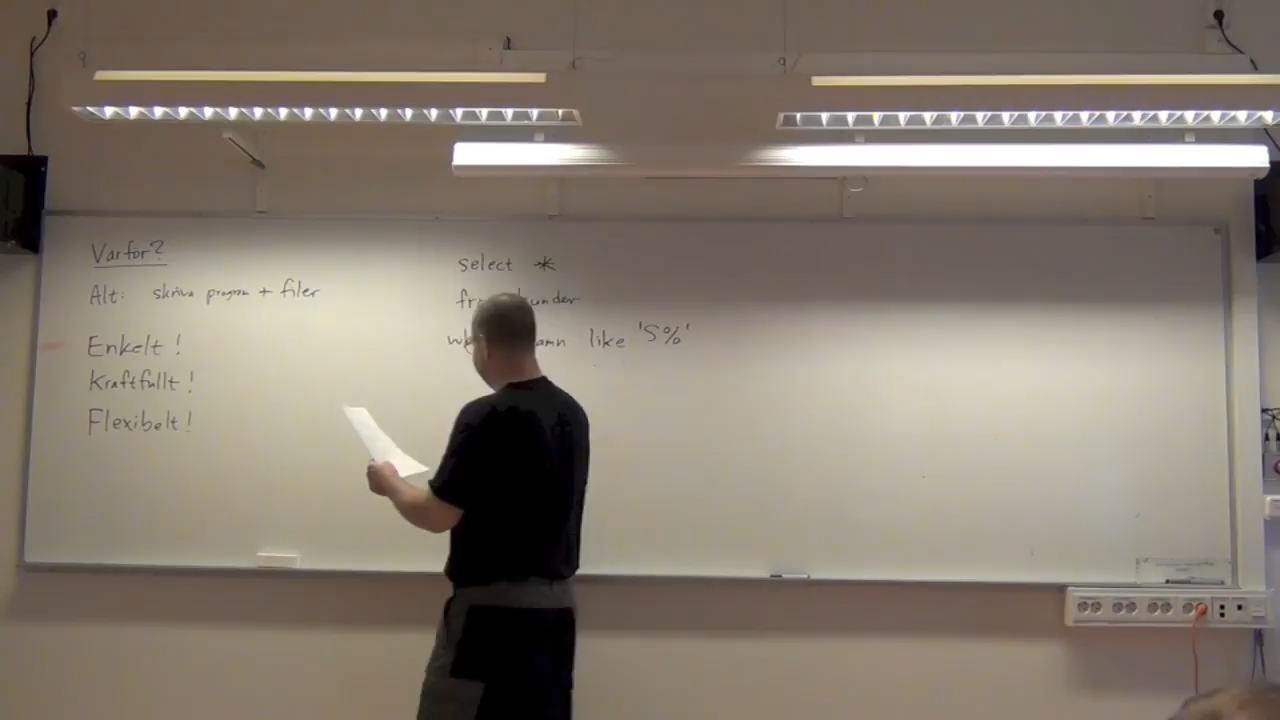 Varför?
Alt: skriva program + filer
Enkelt!
Kraftfullt!
Flexibelt!
select *
like 'S%'